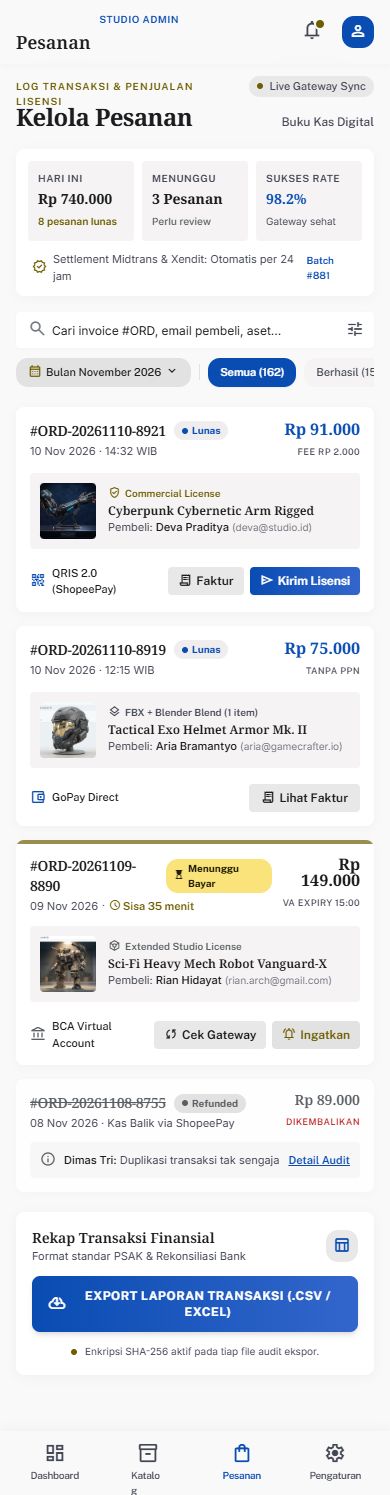 STUDIO ADMIN
Pesanan
LOG TRANSAKSI & PENJUALAN
LISENSI
Live Gateway Sync
Kelola Pesanan
Buku Kas Digital
HARI INI
Rp 740.000
8 pesanan lunas
MENUNGGU
3 Pesanan
Perlu review
SUKSES RATE
98.2%
Gateway sehat
Settlement Midtrans & Xendit: Otomatis per 24
jam
Batch
#881
Cari invoice #ORD, email pembeli, aset...
Bulan November 2026
Semua (162)
Berhasil (15
#ORD-20261110-8921
Lunas
Rp 91.000
10 Nov 2026 · 14:32 WIB
FEE RP 2.000
Commercial License
Cyberpunk Cybernetic Arm Rigged
Pembeli: Deva Praditya (deva@studio.id)
QRIS 2.0
(ShopeePay)
Faktur
Kirim Lisensi
#ORD-20261110-8919
Lunas
Rp 75.000
10 Nov 2026 · 12:15 WIB
TANPA PPN
FBX + Blender Blend (1 item)
Tactical Exo Helmet Armor Mk. II
Pembeli: Aria Bramantyo (aria@gamecrafter.io)
GoPay Direct
Lihat Faktur
#ORD-20261109-
8890
Menunggu
Bayar
Rp
149.000
09 Nov 2026 · Sisa 35 menit
VA EXPIRY 15:00
Extended Studio License
Sci-Fi Heavy Mech Robot Vanguard-X
Pembeli: Rian Hidayat (rian.arch@gmail.com)
BCA Virtual
Account
Cek Gateway
Ingatkan
#ORD-20261108-8755
Refunded
Rp 89.000
08 Nov 2026 · Kas Balik via ShopeePay
DIKEMBALIKAN
Dimas Tri: Duplikasi transaksi tak sengaja
Detail Audit
Rekap Transaksi Finansial
Format standar PSAK & Rekonsiliasi Bank
EXPORT LAPORAN TRANSAKSI (.CSV /
EXCEL)
Enkripsi SHA-256 aktif pada tiap file audit ekspor.
Dashboard
Katalo
g
Pesanan
Pengaturan